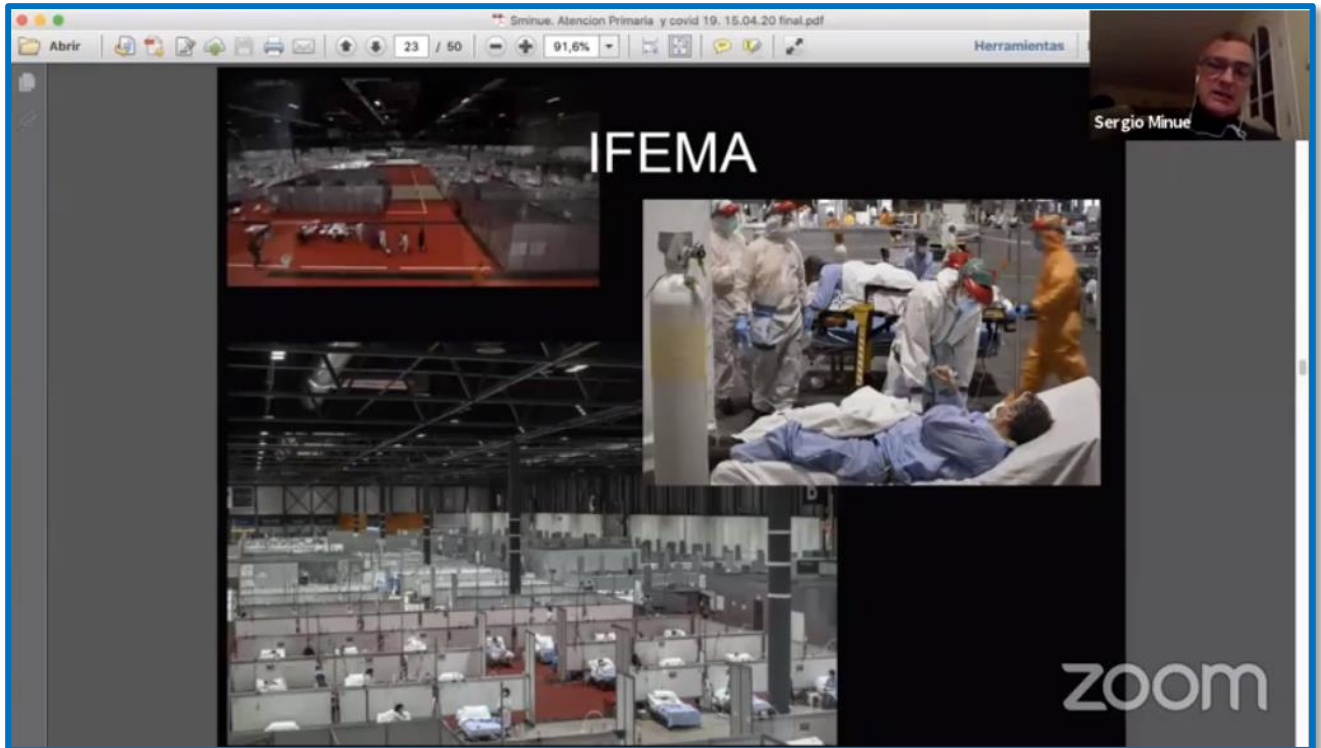 Sminue. Atencion Primaria y covid 19. 15.04.20 final.pdf
Abrir
23 / 50
91,6%
Herramientas
Sergio Minue
IFEMA
zoom